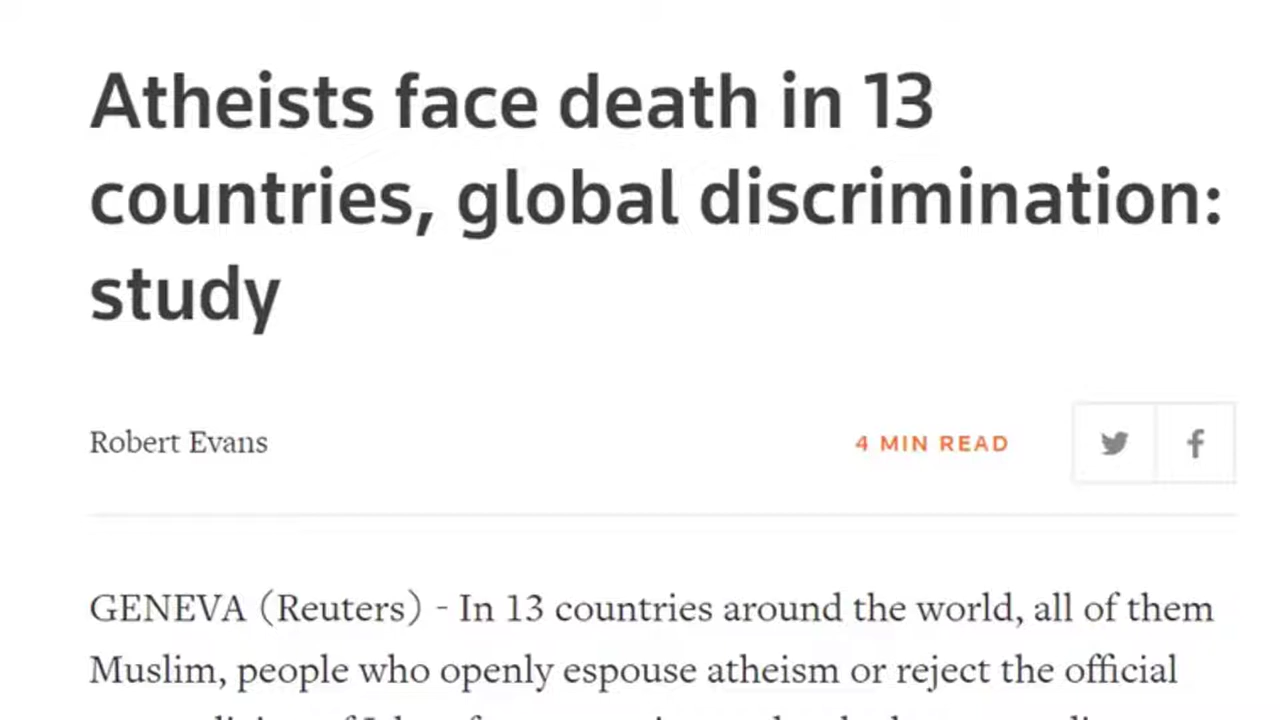 Atheists face death in 13
countries, global discrimination:
study
Robert Evans
4 MIN READ
GENEVA (Reuters) - In 13 countries around the world, all of them
Muslim, people who openly espouse atheism or reject the official